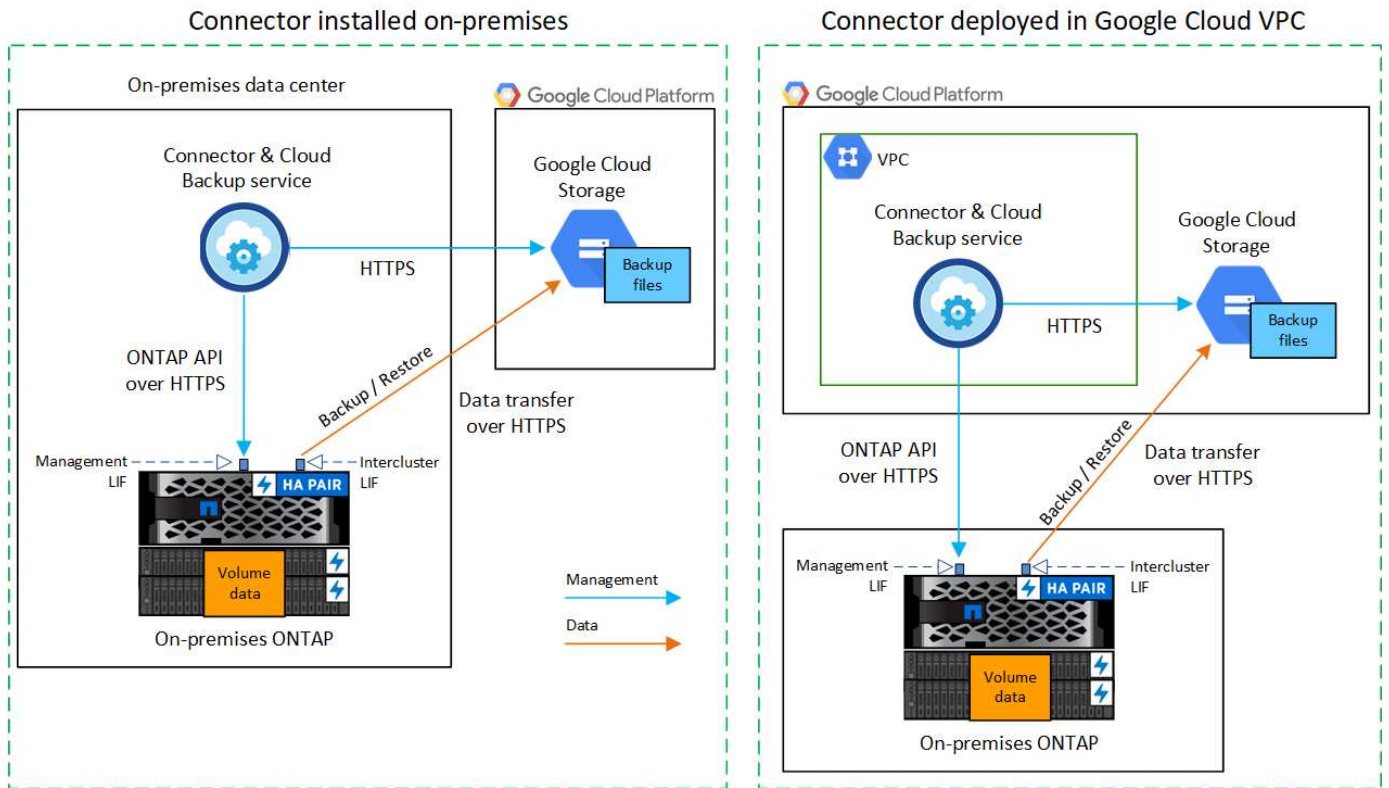 Connector installed on-premises
On-premises data center
Google Cloud Platform
Connector & Cloud
Backup service
Google Cloud
Storage
HTTPS
Backup
files
ONTAP API
over HTTPS
Backup / Restore
Data transfer
over HTTPS
Management
LIF
Intercluster
LIF
HA PAIR
Volume
data
On-premises ONTAP
Management
Data
Connector deployed in Google Cloud VPC
Google Cloud Platform
VPC
Connector & Cloud
Backup service
Google Cloud
Storage
HTTPS
Backup
files
ONTAP API
over HTTPS
Backup / Restore
Data transfer
over HTTPS
Management
LIF
Intercluster
LIF
HA PAIR
Volume
data
On-premises ONTAP